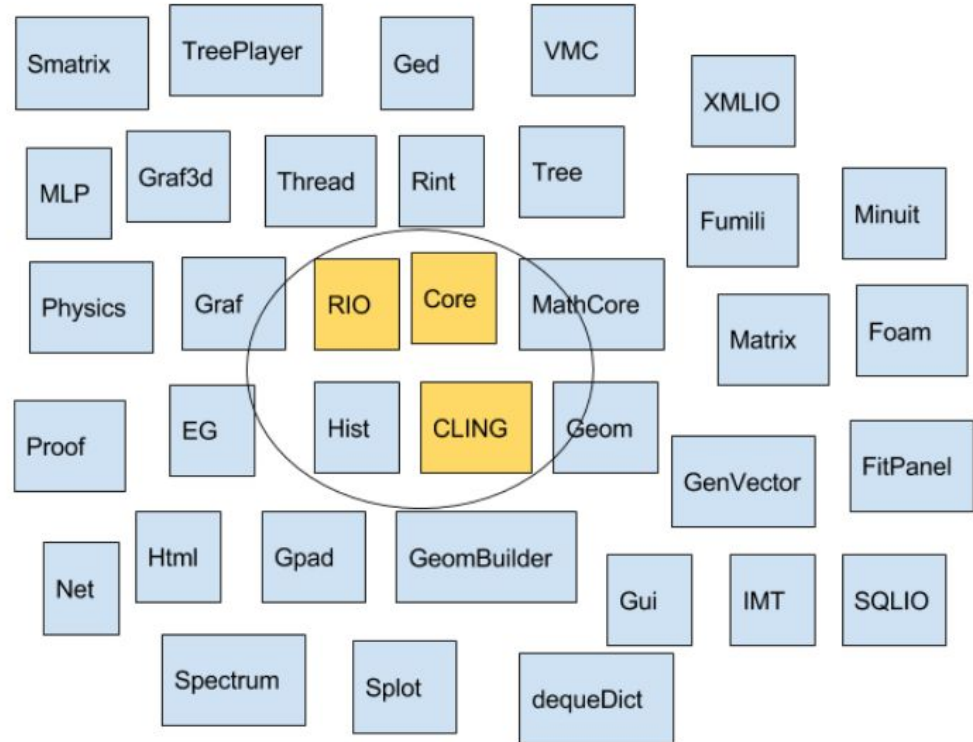 Smatrix
TreePlayer
Ged
VMC
XMLIO
MLP
Graf3d
Thread
Rint
Tree
Fumili
Minuit
Physics
Graf
RIO
Core
MathCore
Matrix
Foam
Proof
EG
Hist
CLING
Geom
GenVector
FitPanel
Net
Html
Gpad
GeomBuilder
Gui
IMT
SQLIO
Spectrum
Splot
dequeDict